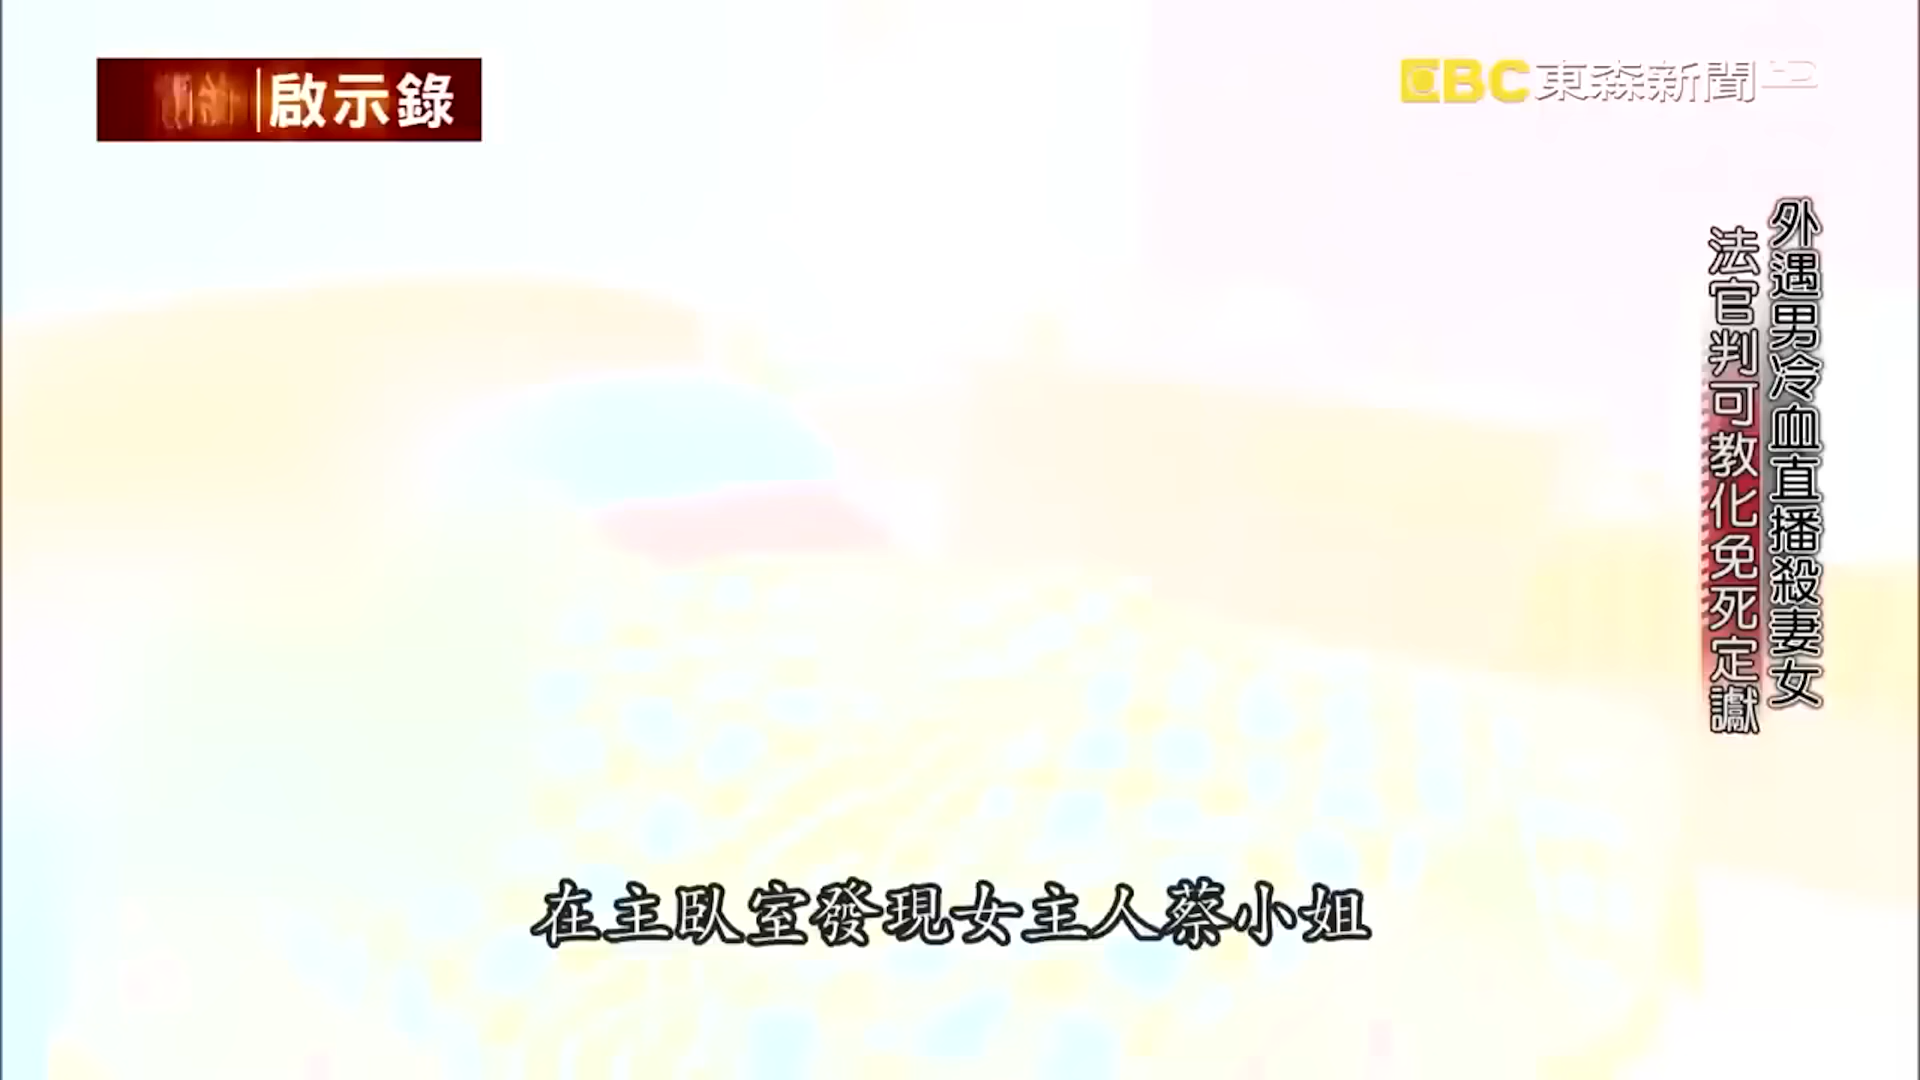 啟示錄
EBC東森新聞
外遇男冷血直播殺妻女
法官判可教化免死定讞
在主臥室發現女主人蔡小姐